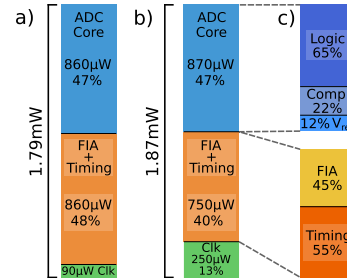 a)
1.79mW
ADC
Core
860μW
47%
FIA
+
Timing
860μW
48%
90μW Clk
b)
1.87mW
ADC
Core
870μW
47%
FIA
+
Timing
750μW
40%
Clk
250μW
13%
c)
Logic
65%
Comp
22%
12%
FIA
45%
Timing
55%